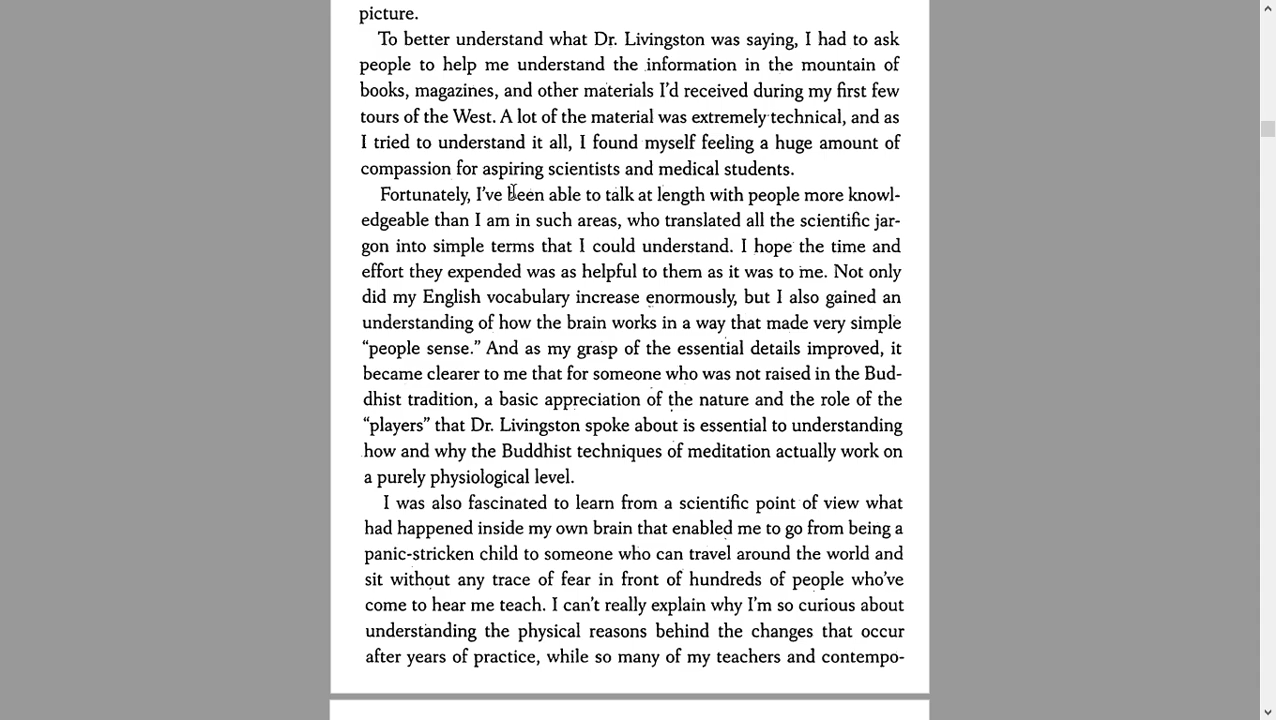 picture.
To better understand what Dr. Livingston was saying, I had to ask
people to help me understand the information in the mountain of
books, magazines, and other materials I'd received during my first few
tours of the West. A lot of the material was extremely technical, and as
I tried to understand it all, I found myself feeling a huge amount of
compassion for aspiring scientists and medical students.
Fortunately, I've been able to talk at length with people more knowl-
edgeable than I am in such areas, who translated all the scientific jar-
gon into simple terms that I could understand. I hope the time and
effort they expended was as helpful to them as it was to me. Not only
did my English vocabulary increase enormously, but I also gained an
understanding of how the brain works in a way that made very simple
“people sense.” And as my grasp of the essential details improved, it
became clearer to me that for someone who was not raised in the Bud-
dhist tradition, a basic appreciation of the nature and the role of the
“players” that Dr. Livingston spoke about is essential to understanding
how and why the Buddhist techniques of meditation actually work on
a purely physiological level.
I was also fascinated to learn from a scientific point of view what
had happened inside my own brain that enabled me to go from being a
panic-stricken child to someone who can travel around the world and
sit without any trace of fear in front of hundreds of people who've
come to hear me teach. I can't really explain why I'm so curious about
understanding the physical reasons behind the changes that occur
after years of practice, while so many of my teachers and contempo-